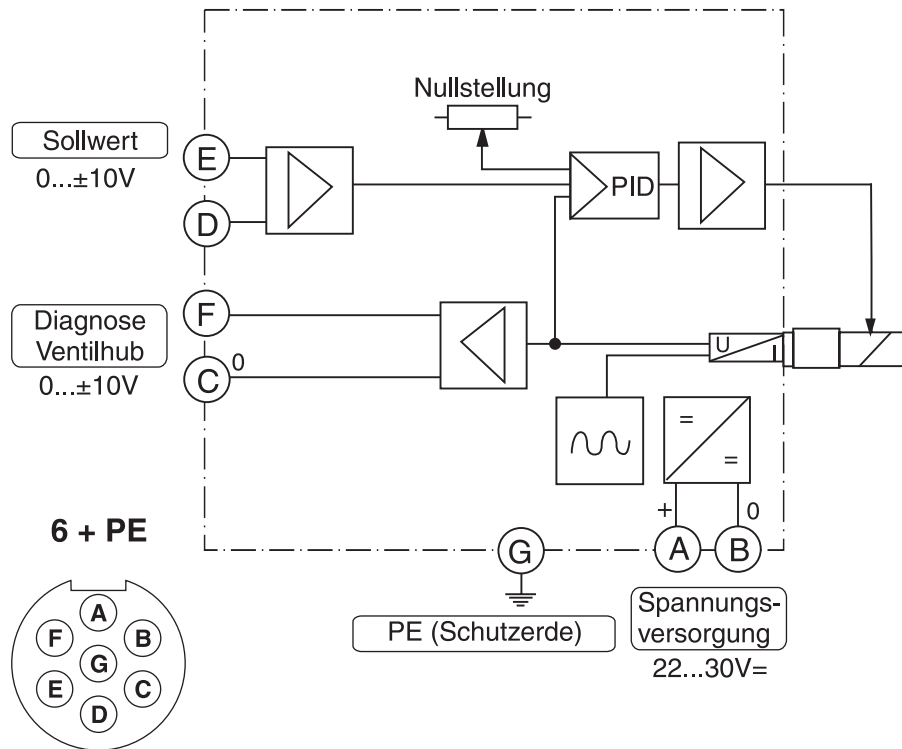 Nullstellung
Sollwert
0...±10V
E
D
PID
Diagnose
Ventilhub
0...±10V
F
C 0
U
I
=
=
+
0
6 + PE
G
A
B
PE (Schutzerde)
Spannungs-
versorgung
22...30V=
A
F
B
G
E
C
D